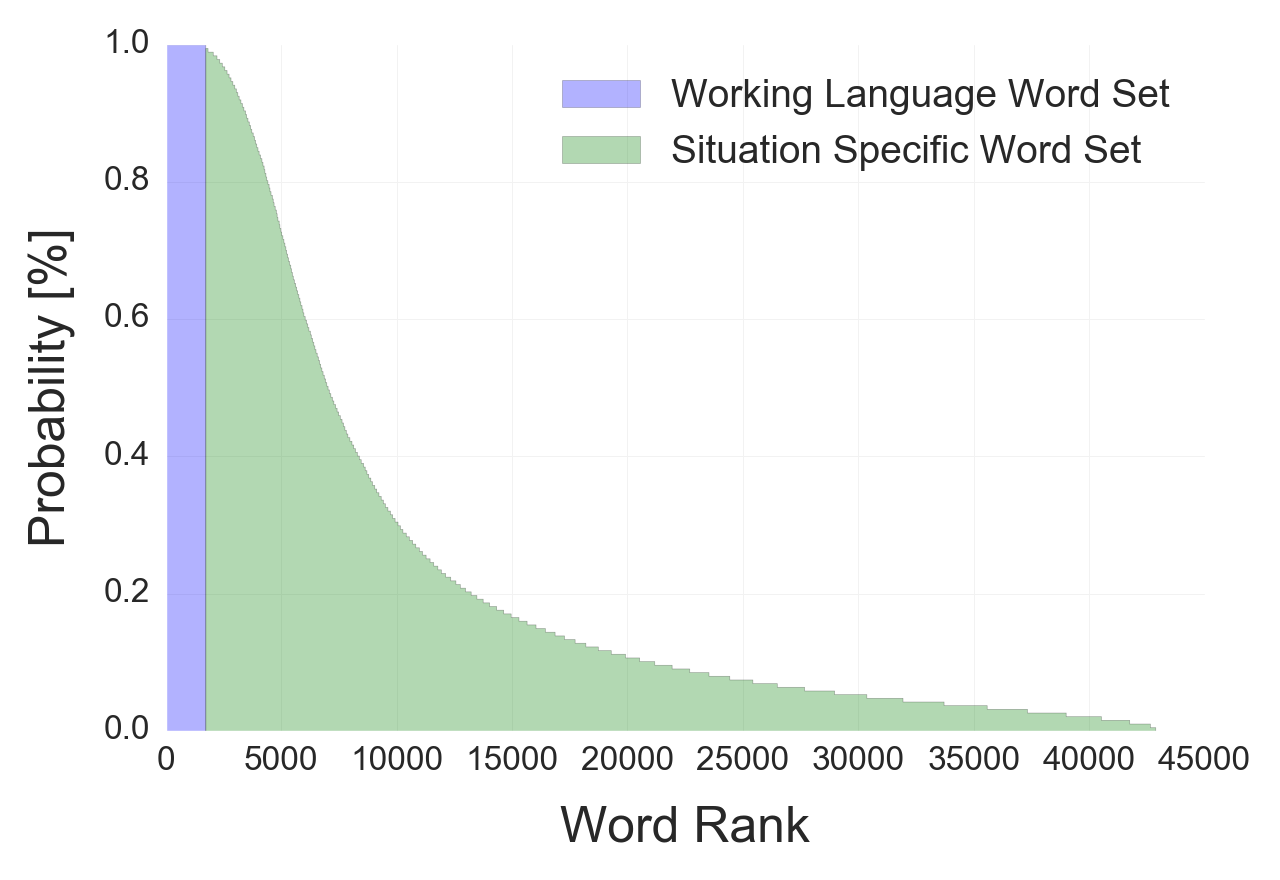 1.0
0.8
0.6
0.4
0.2
0.0
Probability [%]
Working Language Word Set
Situation Specific Word Set
0 5000 10000 15000 20000 25000 30000 35000 40000 45000
Word Rank